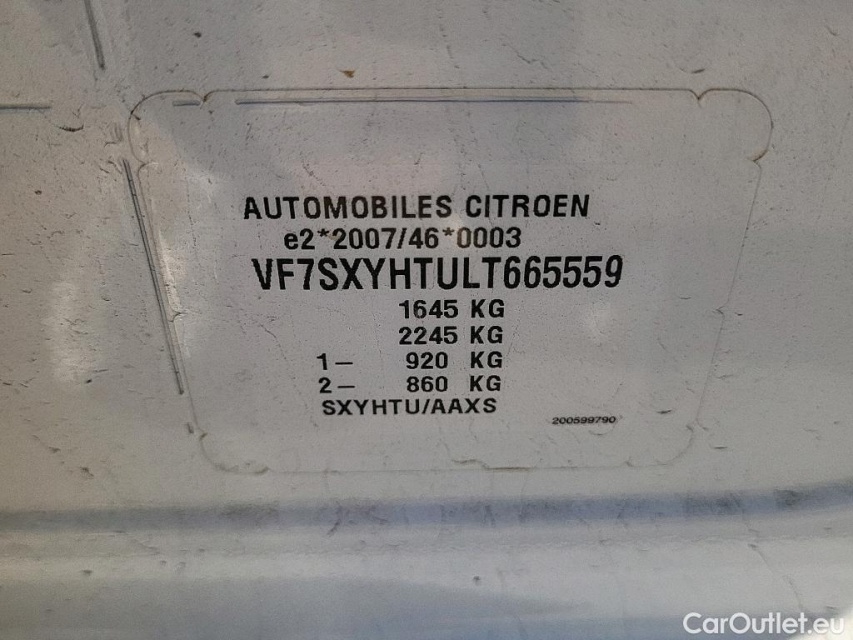 AUTOMOBILES CITROEN
e2*2007/46*0003
VF7SXYHTULT665559
1645 KG
2245 KG
1- 920 KG
2- 860 KG
SXYHTU/AAXS
200599790
CarOutlet.eu